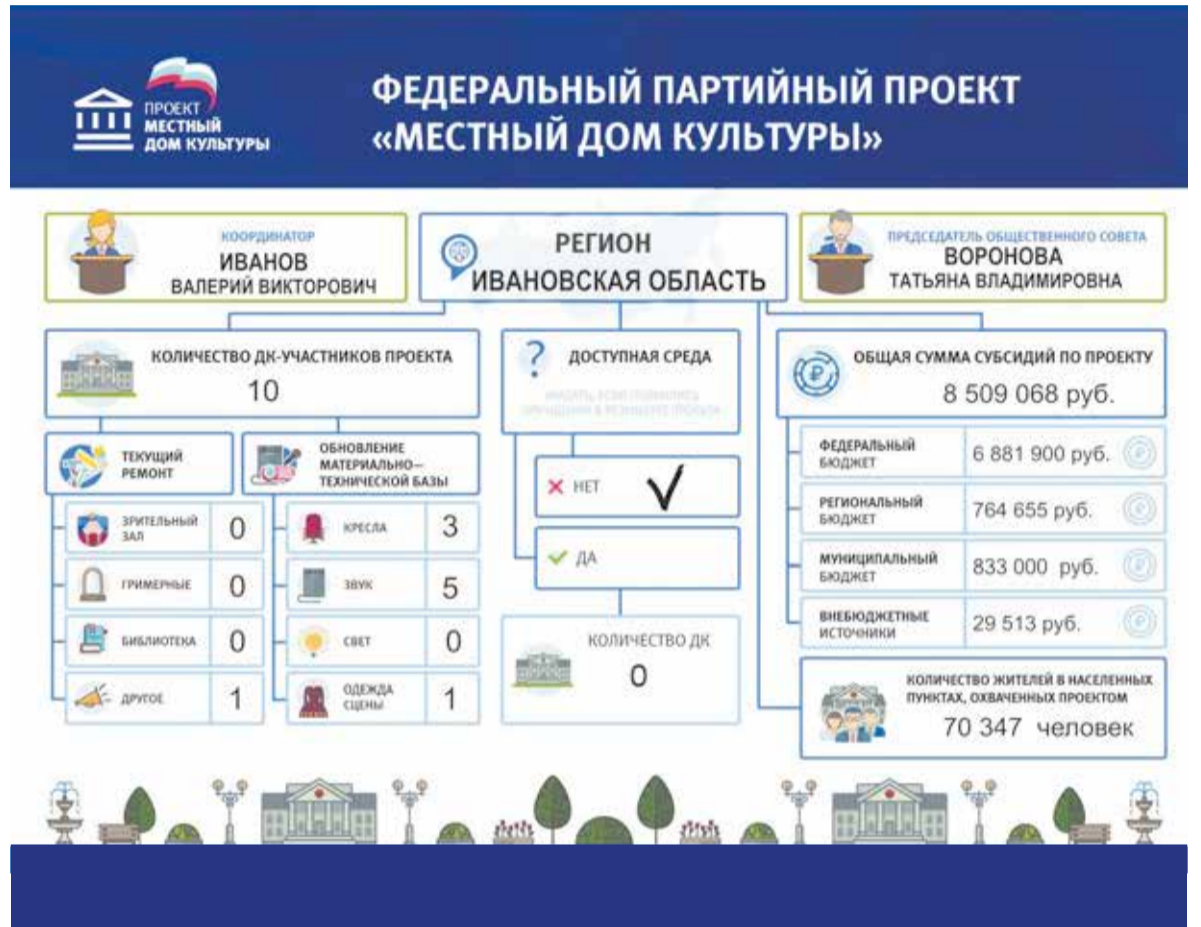 ПРОЕКТ
МЕСТНЫЙ
ДОМ КУЛЬТУРЫ
ФЕДЕРАЛЬНЫЙ ПАРТИЙНЫЙ ПРОЕКТ
«МЕСТНЫЙ ДОМ КУЛЬТУРЫ»
КООРДИНАТОР
ИВАНОВ
ВАЛЕРИЙ ВИКТОРОВИЧ
РЕГИОН
ИВАНОВСКАЯ ОБЛАСТЬ
ПРЕДСЕДАТЕЛЬ ОБЩЕСТВЕННОГО СОВЕТА
ВОРОНОВА
ТАТЬЯНА ВЛАДИМИРОВНА
КОЛИЧЕСТВО ДК-УЧАСТНИКОВ ПРОЕКТА
10
ТЕКУЩИЙ
РЕМОНТ
ЗРИТЕЛЬНЫЙ
ЗАЛ
0
ГРИМЕРНЫЕ
0
БИБЛИОТЕКА
0
ДРУГОЕ
1
ОБНОВЛЕНИЕ
МАТЕРИАЛЬНО—
ТЕХНИЧЕСКОЙ БАЗЫ
КРЕСЛА
3
ЗВУК
5
СВЕТ
0
ОДЕЖДА
СЦЕНЫ
1
?
ДОСТУПНАЯ СРЕДА
НЕТ
ДА
КОЛИЧЕСТВО ДК
0
ОБЩАЯ СУММА СУБСИДИЙ ПО ПРОЕКТУ
8 509 068 руб.
ФЕДЕРАЛЬНЫЙ
БЮДЖЕТ
6 881 900 руб.
РЕГИОНАЛЬНЫЙ
БЮДЖЕТ
764 655 руб.
МУНИЦИПАЛЬНЫЙ
БЮДЖЕТ
833 000 руб.
ВНЕБЮДЖЕТНЫЕ
ИСТОЧНИКИ
29 513 руб.
КОЛИЧЕСТВО ЖИТЕЛЕЙ В НАСЕЛЕННЫХ
ПУНКТАХ, ОХВАЧЕННЫХ ПРОЕКТОМ
70 347 человек